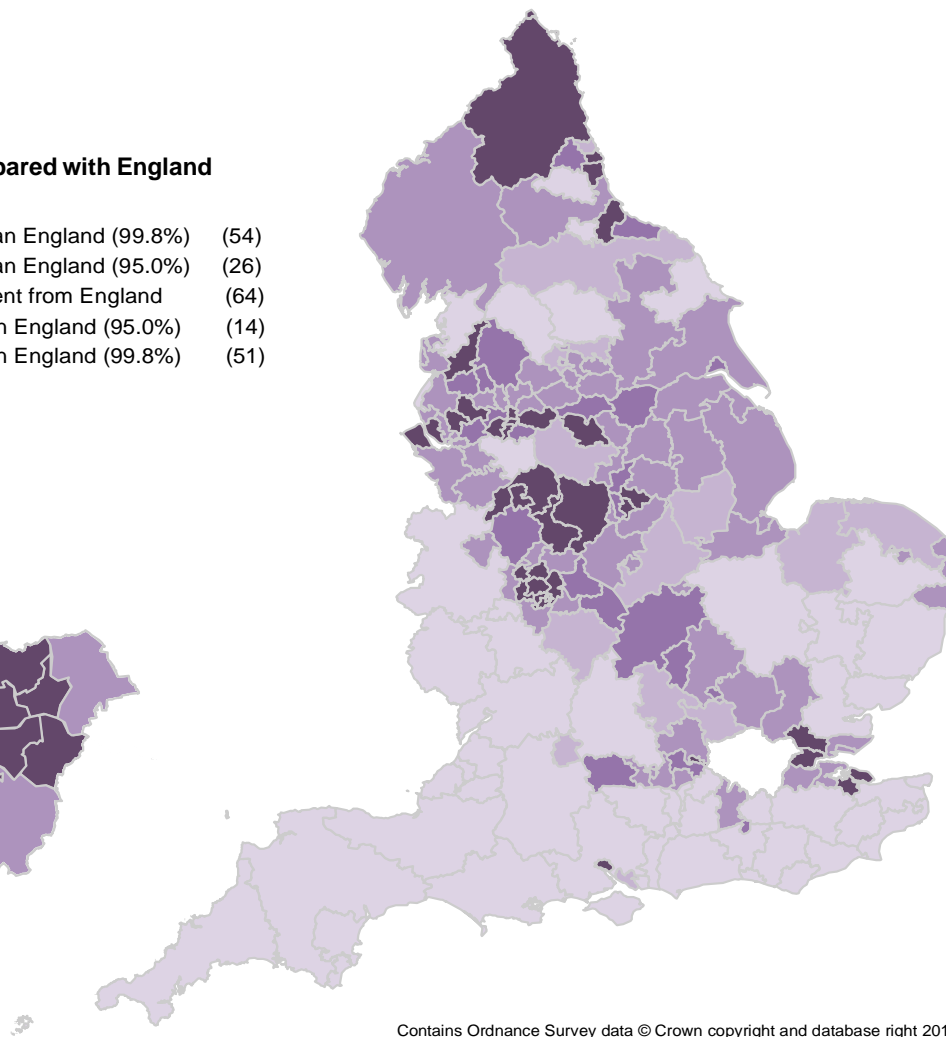 pared with England
an England (99.8%) (54)
an England (95.0%) (26)
ent from England (64)
n England (95.0%) (14)
n England (99.8%) (51)
Contains Ordnance Survey data © Crown copyright and database right 201